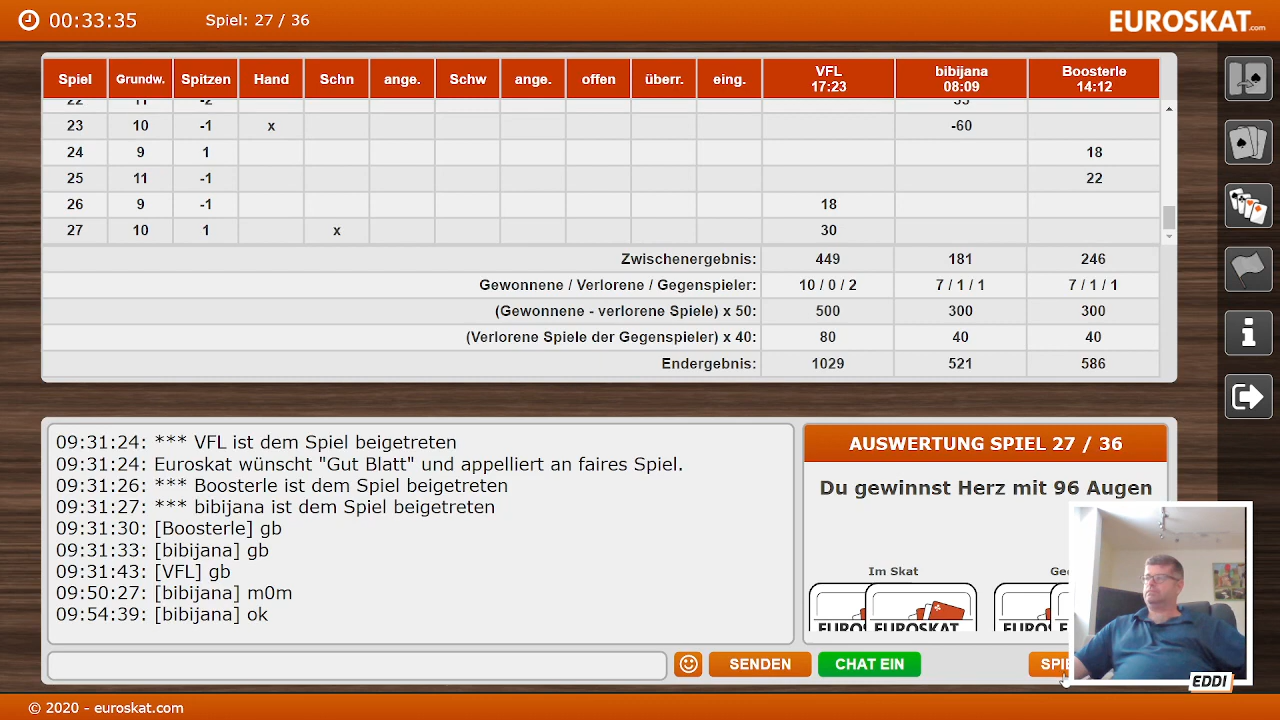 00:33:35 Spiel: 27 / 36 EUROSKAT.com
Spiel Grundw. Spitzen Hand Schn ange. Schw ange. offen überr. eing. VFL 17:23 bibijana 08:09 Boosterle 14:12
22 11 -2 55
23 10 -1 x -60
24 9 1 18
25 11 -1 22
26 9 -1 18
27 10 1 x 30
Zwischenergebnis: 449 181 246
Gewonnene / Verlorene / Gegenspieler: 10 / 0 / 2 7 / 1 / 1 7 / 1 / 1
(Gewonnene - verlorene Spiele) x 50: 500 300 300
(Verlorene Spiele der Gegenspieler) x 40: 80 40 40
Endergebnis: 1029 521 586
09:31:24: *** VFL ist dem Spiel beigetreten
09:31:24: Euroskat wünscht "Gut Blatt" und appelliert an faires Spiel.
09:31:26: *** Boosterle ist dem Spiel beigetreten
09:31:27: *** bibijana ist dem Spiel beigetreten
09:31:30: [Boosterle] gb
09:31:33: [bibijana] gb
09:31:43: [VFL] gb
09:50:27: [bibijana] m0m
09:54:39: [bibijana] ok
AUSWERTUNG SPIEL 27 / 36
Du gewinnst Herz mit 96 Augen
Im Skat
EUROSKAT
SENDEN CHAT EIN
EDDI
© 2020 - euroskat.com